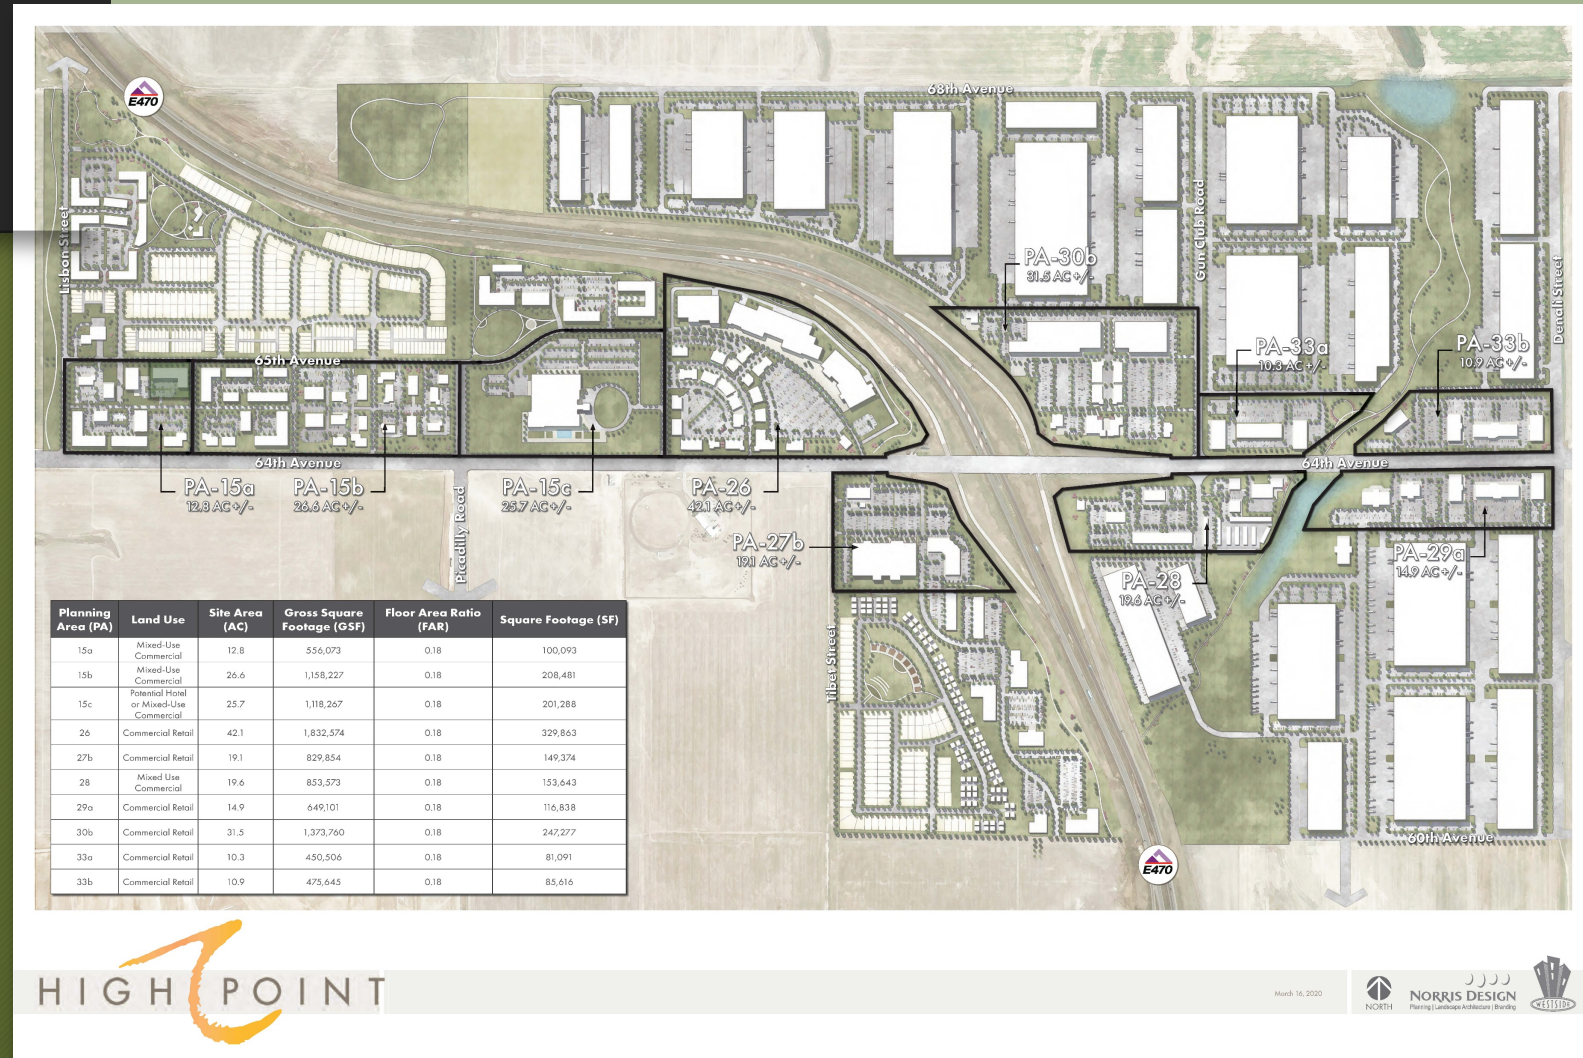 E470
68th Avenue
Lisbon Street
Gun Club Road
Denali Street
PA-30b
31.5 AC +/-
65th Avenue
PA-33a
10.3 AC +/-
PA-33b
10.9 AC +/-
64th Avenue
64th Avenue
PA-15a
12.8 AC +/-
PA-15b
26.6 AC +/-
PA-15c
25.7 AC +/-
PA-26
42.1 AC +/-
Picadilly Road
PA-27b
19.1 AC +/-
PA-28
19.6 AC +/-
PA-29a
14.9 AC +/-
Tibet Street
60th Avenue
E470
Planning Area (PA) Land Use Site Area (AC) Gross Square Footage (GSF) Floor Area Ratio (FAR) Square Footage (SF)
15a Mixed-Use Commercial 12.8 556,073 0.18 100,093
15b Mixed-Use Commercial 26.6 1,158,227 0.18 208,481
15c Potential Hotel or Mixed-Use Commercial 25.7 1,118,267 0.18 201,288
26 Commercial Retail 42.1 1,832,574 0.18 329,863
27b Commercial Retail 19.1 829,854 0.18 149,374
28 Mixed Use Commercial 19.6 853,573 0.18 153,643
29a Commercial Retail 14.9 649,101 0.18 116,838
30b Commercial Retail 31.5 1,373,760 0.18 247,277
33a Commercial Retail 10.3 450,506 0.18 81,091
33b Commercial Retail 10.9 475,645 0.18 85,616
HIGH POINT
March 16, 2020
NORTH
NORRIS DESIGN
Planning | Landscape Architecture | Branding
WESTSIDE